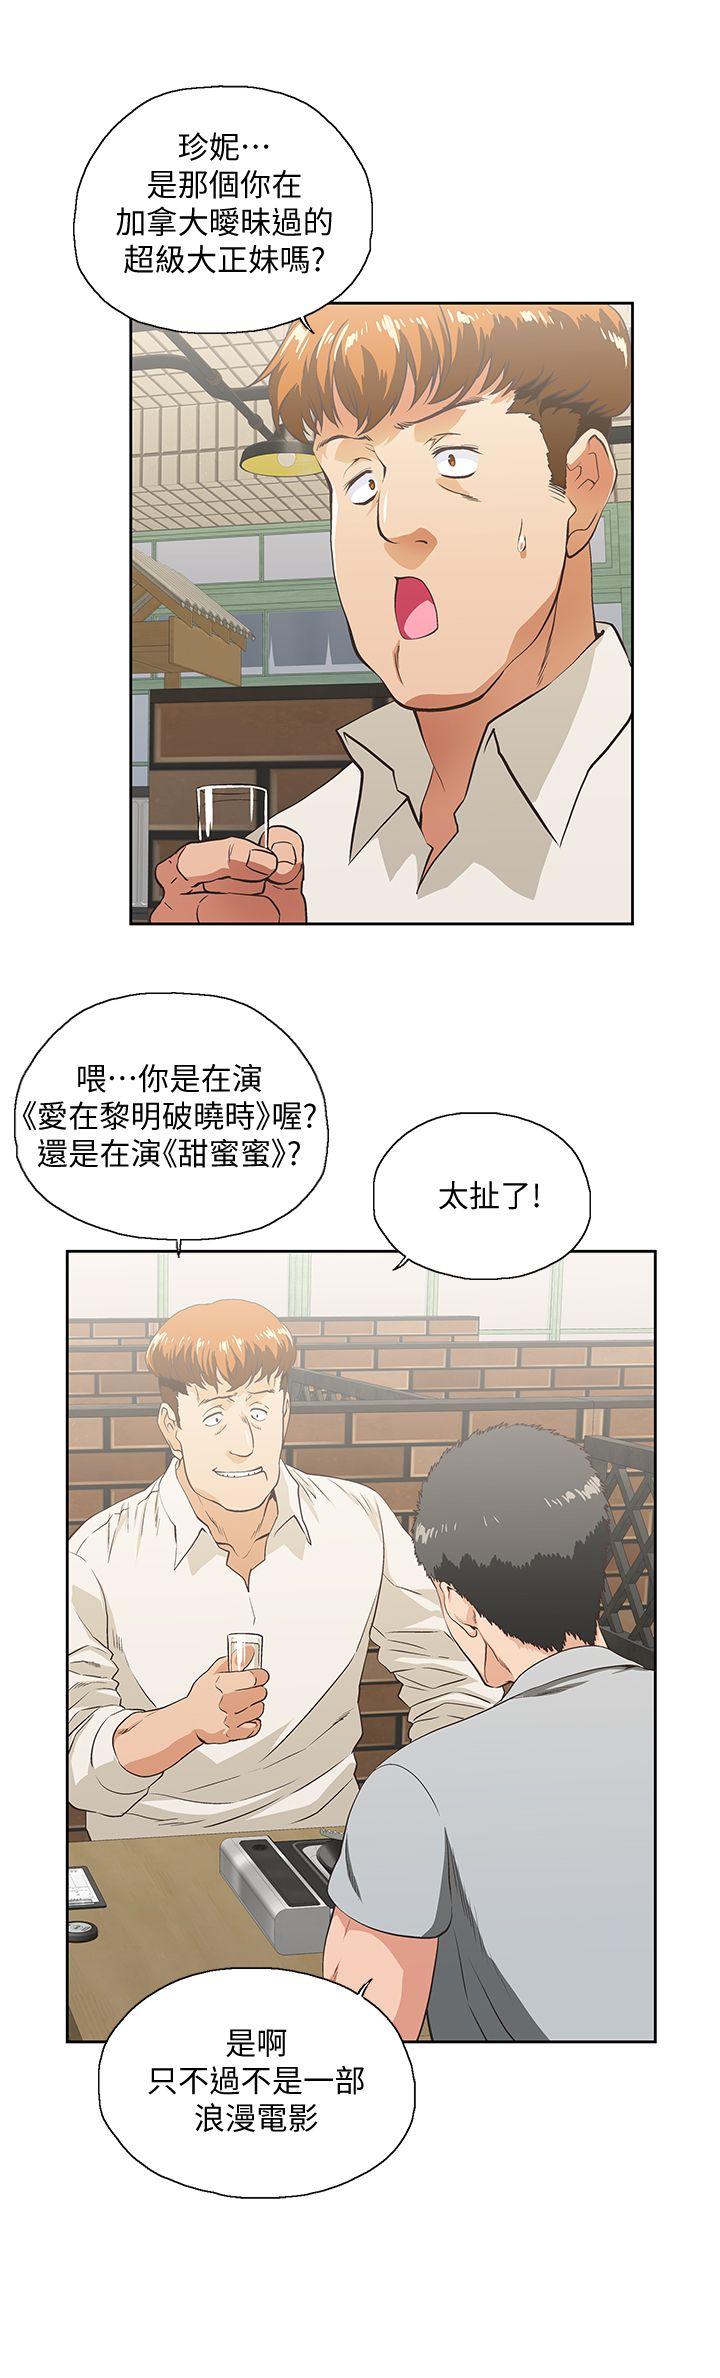 珍妮⋯
是那個你在
加拿大曖昧過的
超級大正妹嗎?
喂⋯你是在演
《愛在黎明破曉時》喔?
還是在演《甜蜜蜜》?
太扯了!
是啊
只不過不是一部
浪漫電影